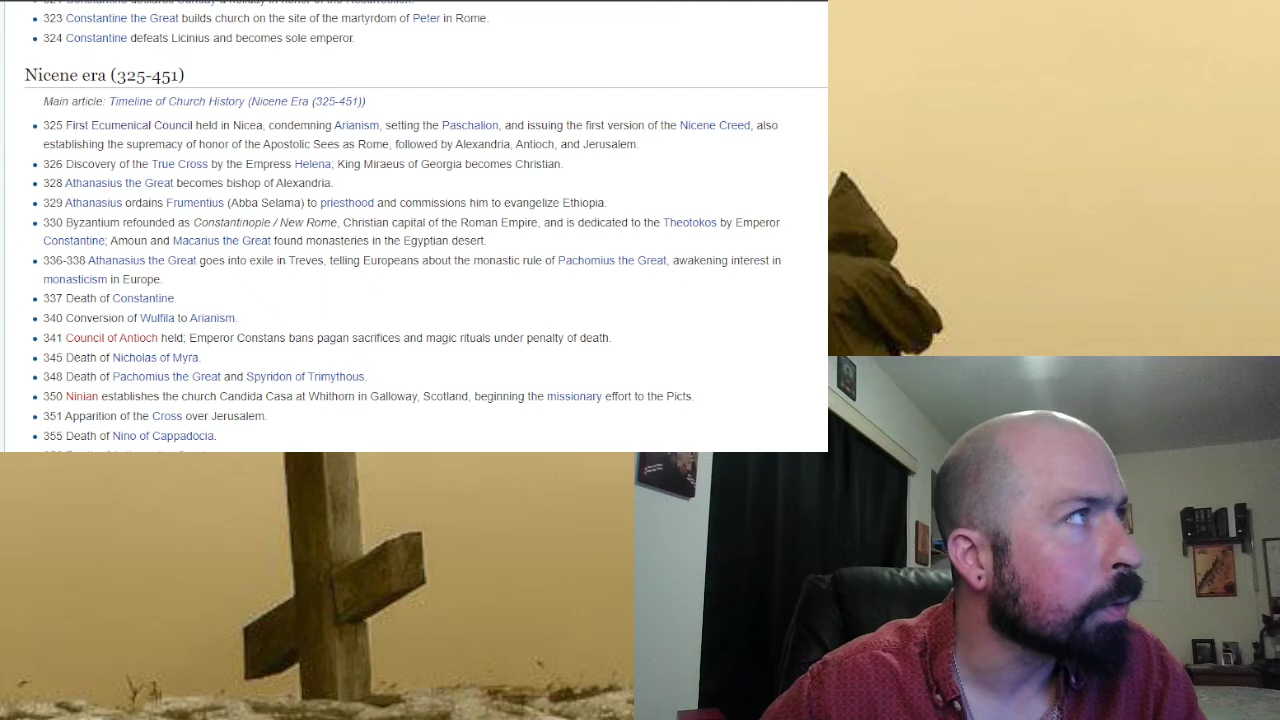 323 Constantine the Great builds church on the site of the martyrdom of Peter in Rome.
324 Constantine defeats Licinius and becomes sole emperor.
Nicene era (325-451)
Main article: Timeline of Church History (Nicene Era (325-451))
325 First Ecumenical Council held in Nicea, condemning Arianism, setting the Paschalion, and issuing the first version of the Nicene Creed, also
establishing the supremacy of honor of the Apostolic Sees as Rome, followed by Alexandria, Antioch, and Jerusalem.
326 Discovery of the True Cross by the Empress Helena; King Miraeus of Georgia becomes Christian.
328 Athanasius the Great becomes bishop of Alexandria.
329 Athanasius ordains Frumentius (Abba Selama) to priesthood and commissions him to evangelize Ethiopia.
330 Byzantium refounded as Constantinople / New Rome, Christian capital of the Roman Empire, and is dedicated to the Theotokos by Emperor
Constantine; Amoun and Macarius the Great found monasteries in the Egyptian desert.
336-338 Athanasius the Great goes into exile in Treves, telling Europeans about the monastic rule of Pachomius the Great, awakening interest in
monasticism in Europe.
337 Death of Constantine.
340 Conversion of Wulfila to Arianism.
341 Council of Antioch held; Emperor Constans bans pagan sacrifices and magic rituals under penalty of death.
345 Death of Nicholas of Myra.
348 Death of Pachomius the Great and Spyridon of Trimythous.
350 Ninian establishes the church Candida Casa at Whithorn in Galloway, Scotland, beginning the missionary effort to the Picts.
351 Apparition of the Cross over Jerusalem.
355 Death of Nino of Cappadocia.